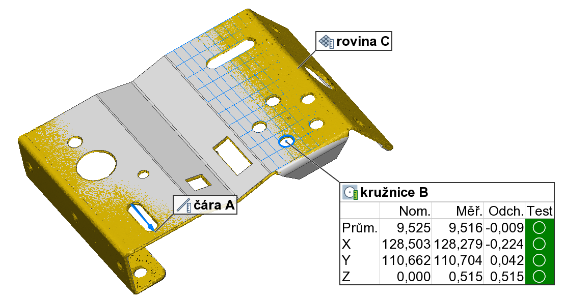 rovina C
čára A
kružnice B
Nom. Měř. Odch. Test
Prům. 9,525 9,516 -0,009
X 128,503 128,279 -0,224
Y 110,662 110,704 0,042
Z 0,000 0,515 0,515